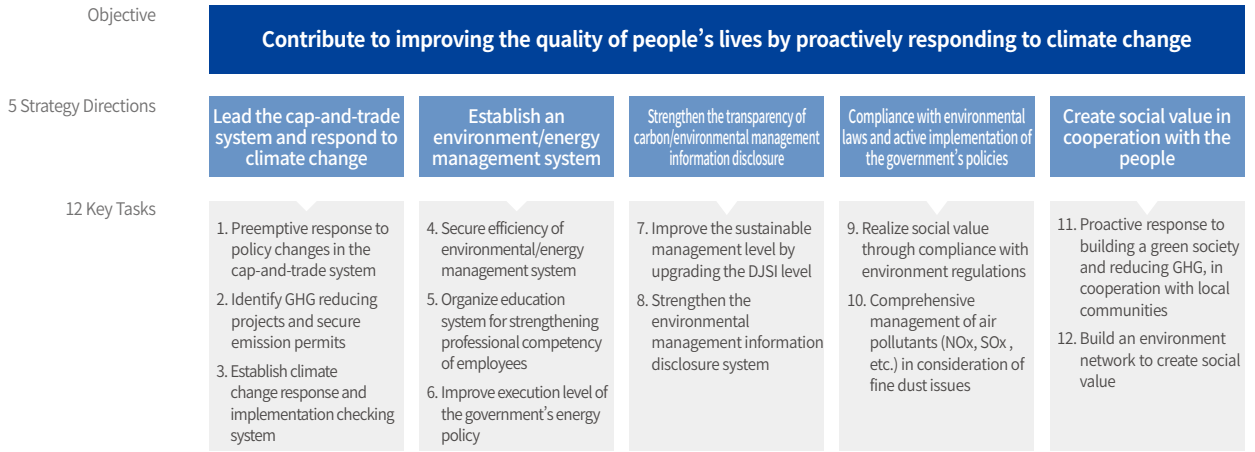 Objective
Contribute to improving the quality of people’s lives by proactively responding to climate change
5 Strategy Directions
Lead the cap-and-trade
system and respond to
climate change
Establish an
environment/energy
management system
Strengthen the transparency of
carbon/environmental management
information disclosure
Compliance with environmental
laws and active implementation of
the government’s policies
Create social value in
cooperation with the
people
12 Key Tasks
1. Preemptive response to
policy changes in the
cap-and-trade system
2. Identify GHG reducing
projects and secure
emission permits
3. Establish climate
change response and
implementation checking
system
4. Secure efficiency of
environmental/energy
management system
5. Organize education
system for strengthening
professional competency
of employees
6. Improve execution level of
the government’s energy
policy
7. Improve the sustainable
management level by
upgrading the DJSI level
8. Strengthen the
environmental
management information
disclosure system
9. Realize social value
through compliance with
environment regulations
10. Comprehensive
management of air
pollutants (NOx, SOx ,
etc.) in consideration of
fine dust issues
11. Proactive response to
building a green society
and reducing GHG, in
cooperation with local
communities
12. Build an environment
network to create social
value